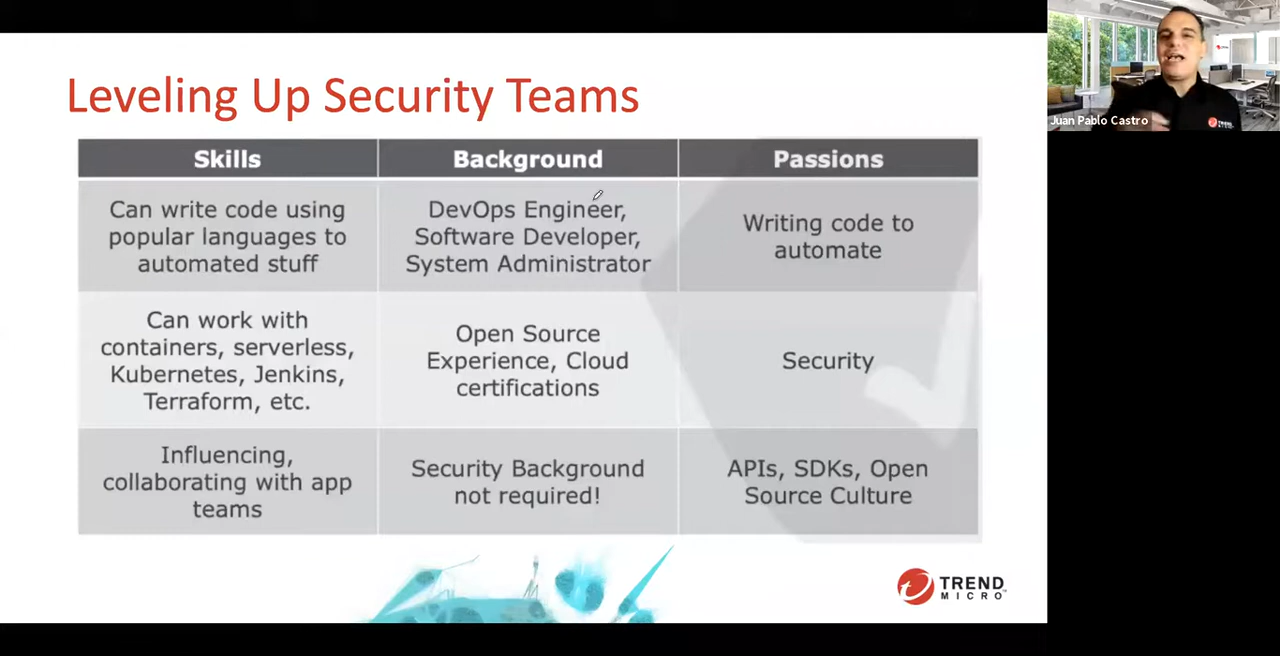 Leveling Up Security Teams
Skills
Background
Passions
Can write code using
popular languages to
automated stuff
DevOps Engineer,
Software Developer,
System Administrator
Writing code to
automate
Can work with
containers, serverless,
Kubernetes, Jenkins,
Terraform, etc.
Open Source
Experience, Cloud
certifications
Security
Influencing,
collaborating with app
teams
Security Background
not required!
APIs, SDKs, Open
Source Culture
TREND
MICRO
Juan Pablo Castro
TREND